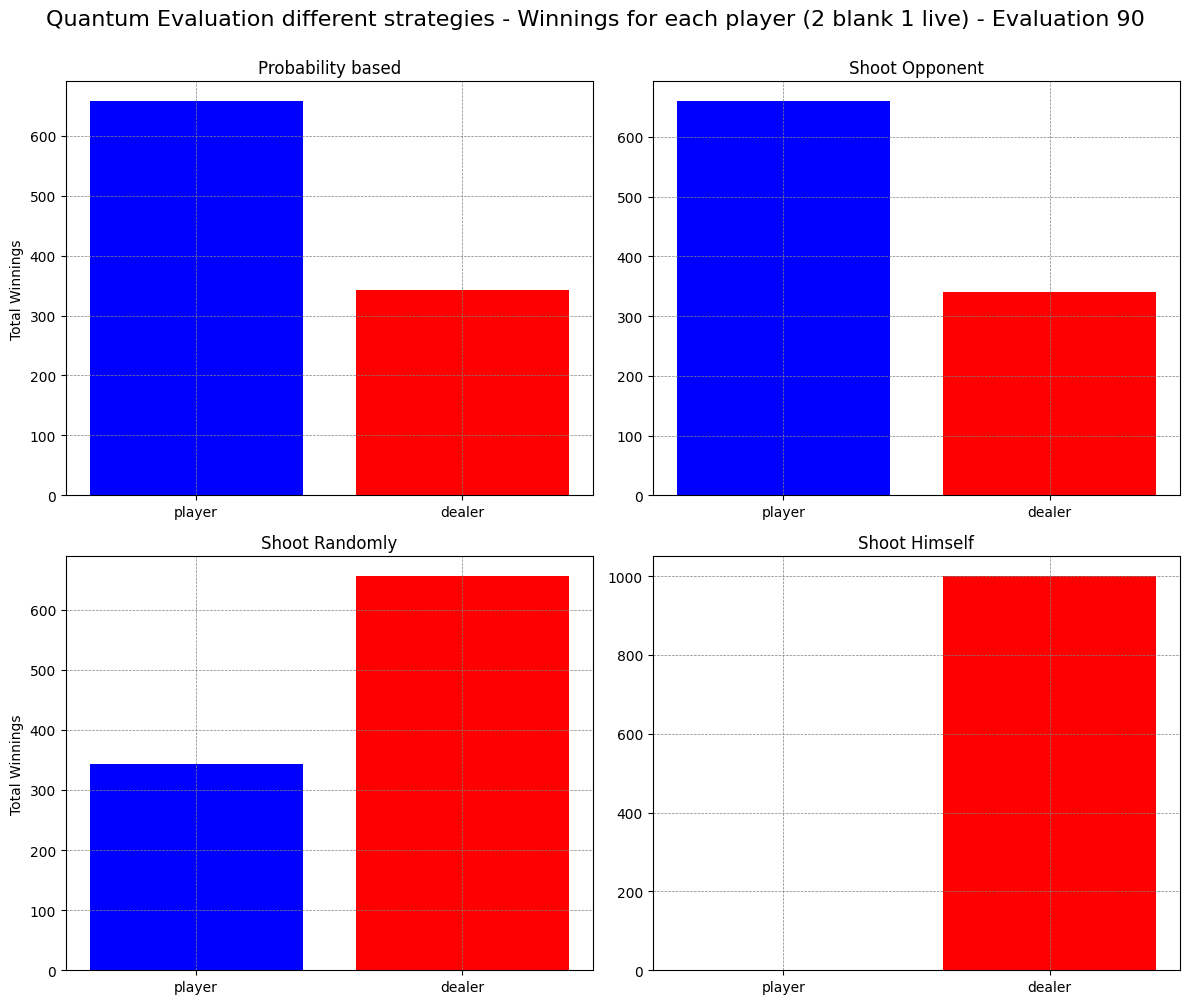 Quantum Evaluation different strategies - Winnings for each player (2 blank 1 live) - Evaluation 90
Probability based
Total Winnings
600
500
400
300
200
100
0
player dealer
Shoot Opponent
600
500
400
300
200
100
0
player dealer
Shoot Randomly
Total Winnings
600
500
400
300
200
100
0
player dealer
Shoot Himself
1000
800
600
400
200
0
player dealer